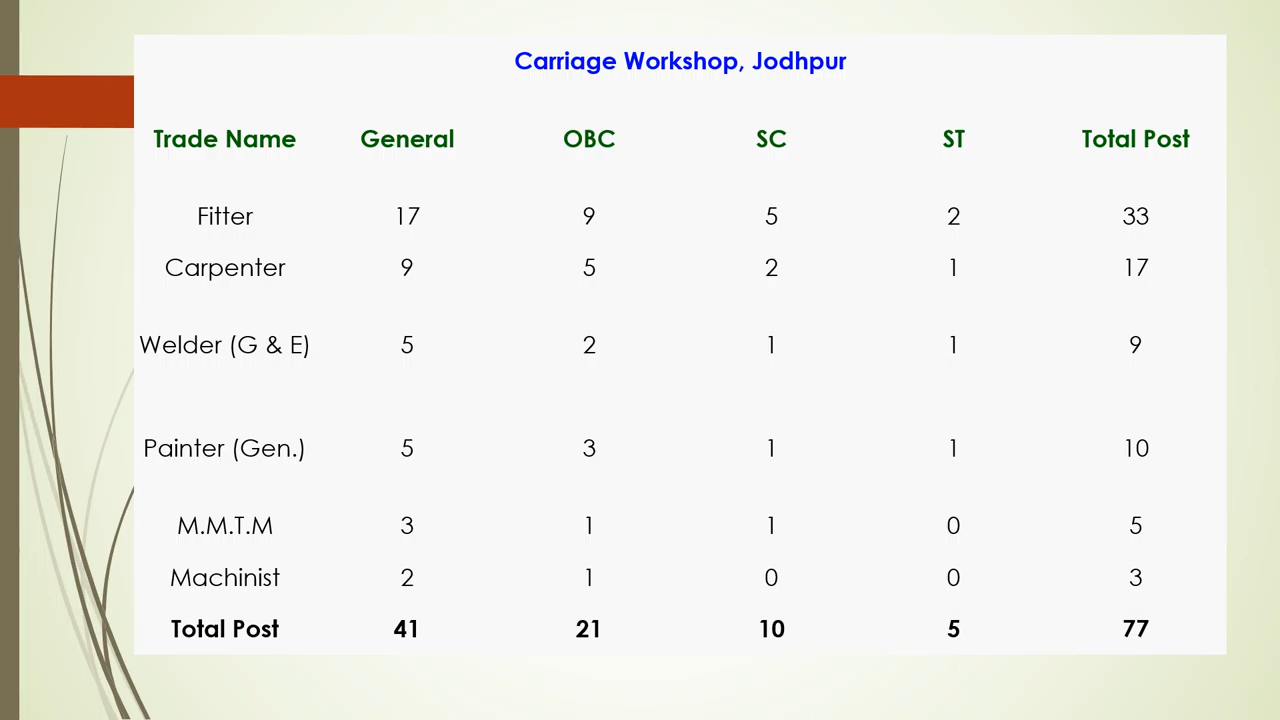 Carriage Workshop, Jodhpur
Trade Name General OBC SC ST Total Post
Fitter 17 9 5 2 33
Carpenter 9 5 2 1 17
Welder (G & E) 5 2 1 1 9
Painter (Gen.) 5 3 1 1 10
M.M.T.M 3 1 1 0 5
Machinist 2 1 0 0 3
Total Post 41 21 10 5 77